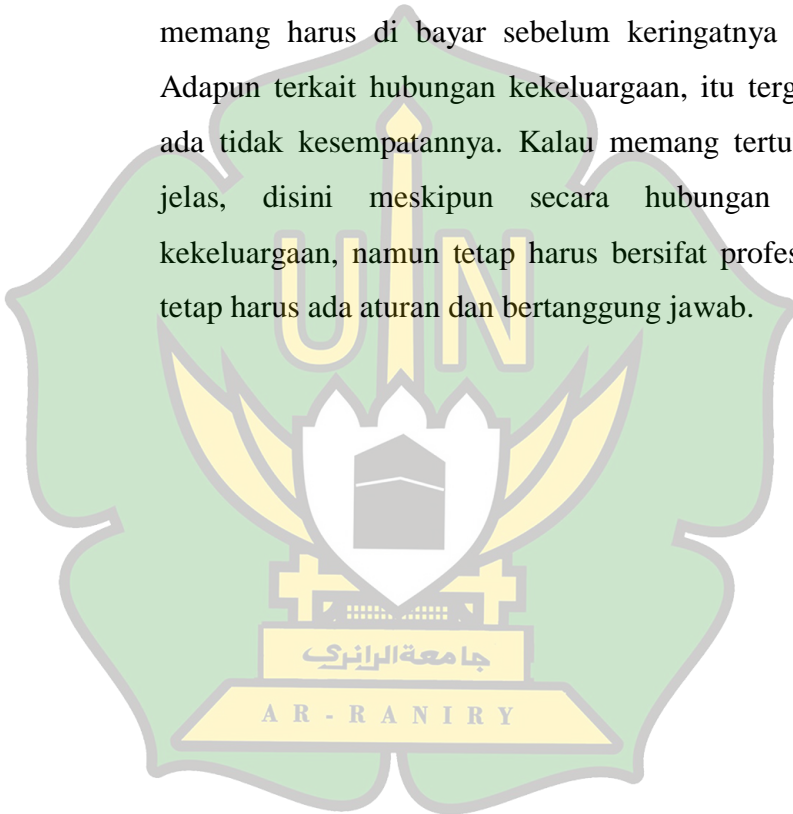 memang harus di bayar sebelum keringatnya
Adapun terkait hubungan kekeluargaan, itu terg
ada tidak kesempatannya. Kalau memang tertu
jelas, disini meskipun secara hubungan
kekeluargaan, namun tetap harus bersifat profes
tetap harus ada aturan dan bertanggung jawab.
UIN
جامعةالرانري
AR-RANIRY